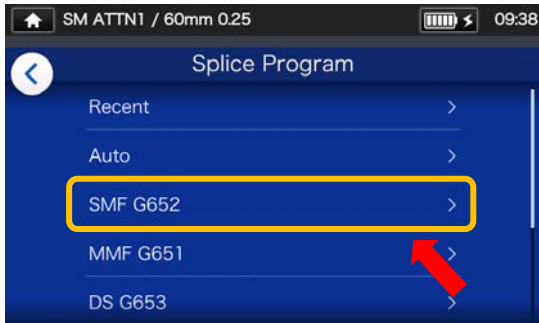 SM ATTN1 / 60mm 0.25 09:38
Splice Program
Recent
Auto
SMF G652
MMF G651
DS G653